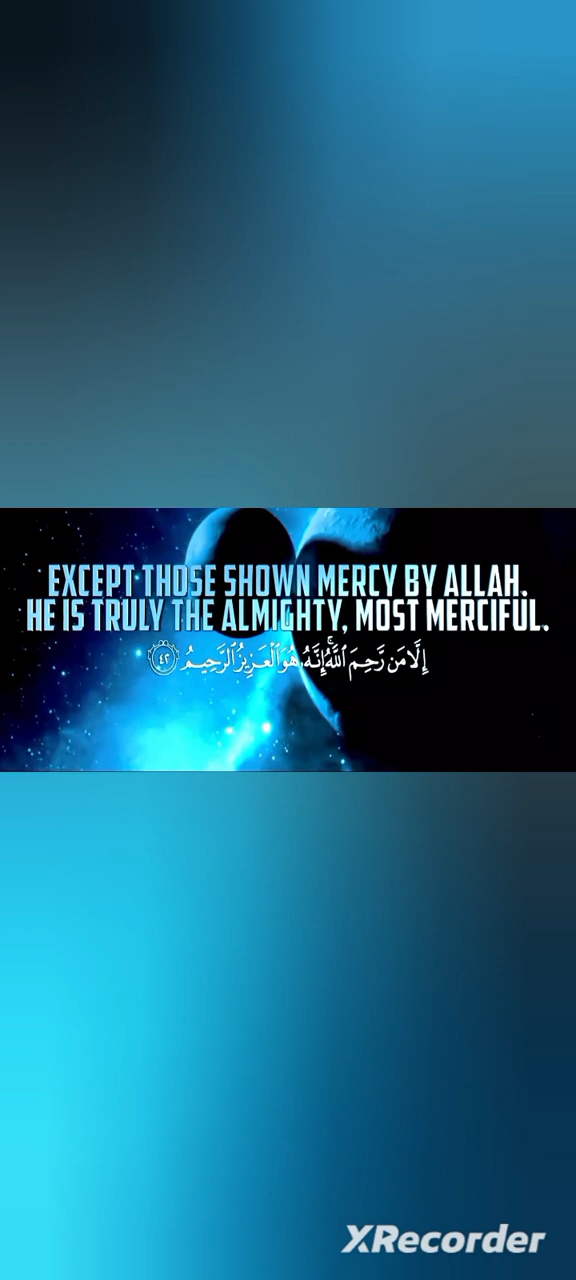 EXCEPT THOSE SHOWN MERCY BY ALLAH.
HE IS TRULY THE ALMIGHTY, MOST MERCIFUL.
إِلَّا مَن رَّحِمَ ٱللَّهُۚ إِنَّهُۥ هُوَ ٱلْعَزِيزُ ٱلرَّحِيمُ ٤٢
XRecorder